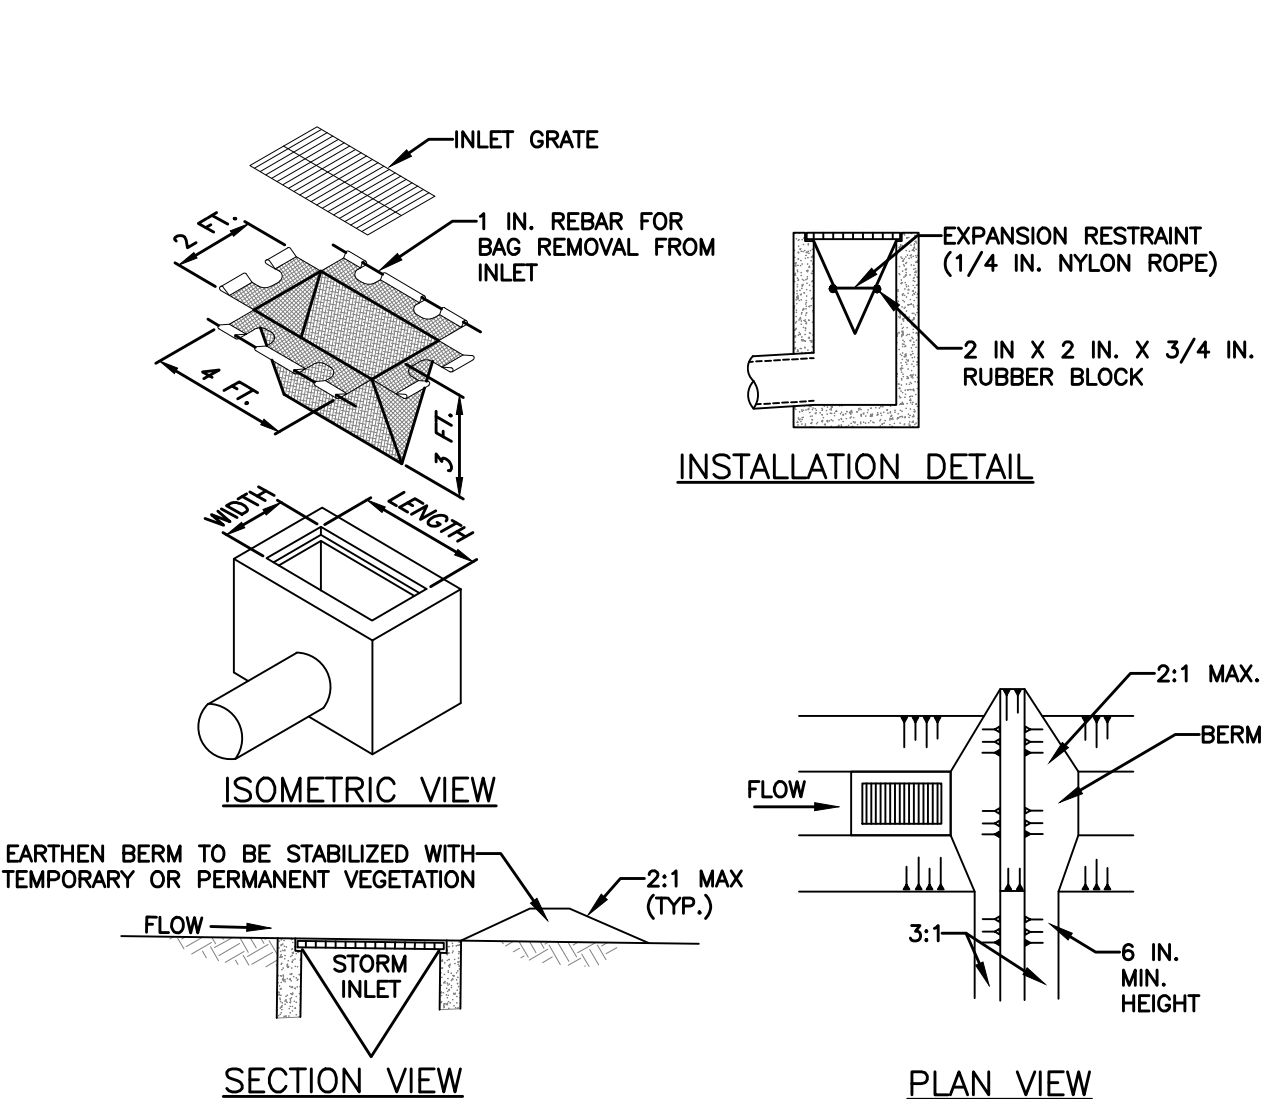 INLET GRATE
2 FT.
1 IN. REBAR FOR
BAG REMOVAL FROM
INLET
4 FT.
3 FT.
WIDTH
LENGTH
ISOMETRIC VIEW
EXPANSION RESTRAINT
(1/4 IN. NYLON ROPE)
2 IN X 2 IN. X 3/4 IN.
RUBBER BLOCK
INSTALLATION DETAIL
EARTHEN BERM TO BE STABILIZED WITH
TEMPORARY OR PERMANENT VEGETATION
2:1 MAX
(TYP.)
FLOW
STORM
INLET
SECTION VIEW
2:1 MAX.
BERM
FLOW
3:1
6 IN.
MIN.
HEIGHT
PLAN VIEW